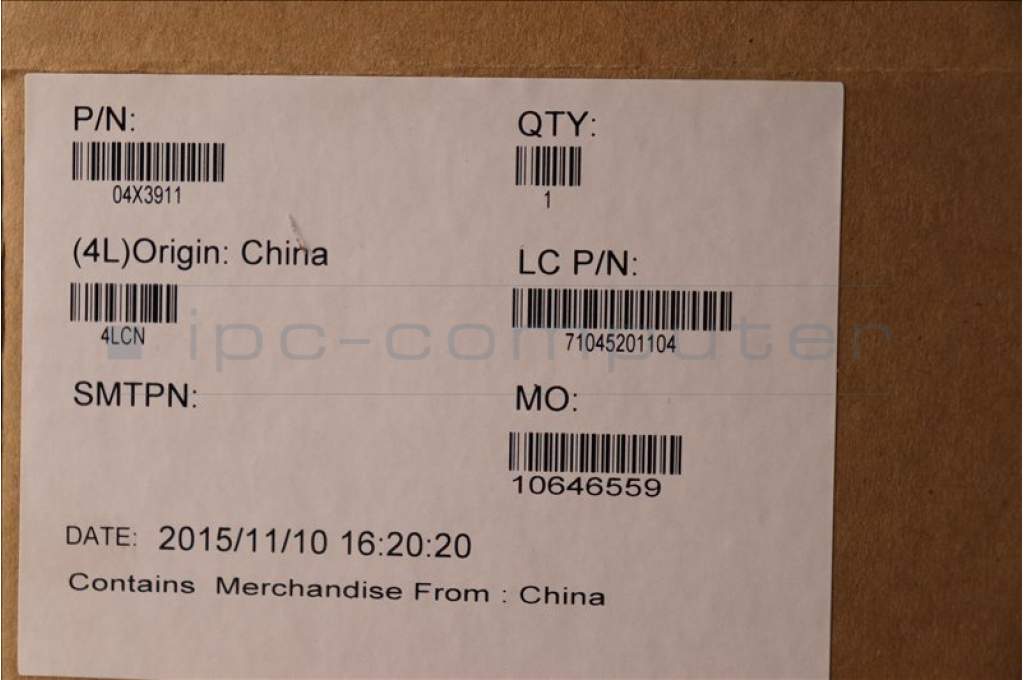 P/N:
04X3911
QTY:
1
(4L)Origin: China
4LCN
LC P/N:
71045201104
ipc-computer
SMTPN:
MO:
10646559
DATE: 2015/11/10 16:20:20
Contains Merchandise From : China